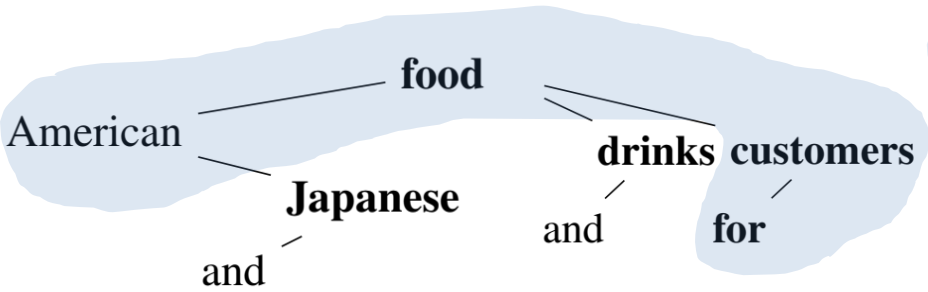 food
American
drinks customers
Japanese
and for
and